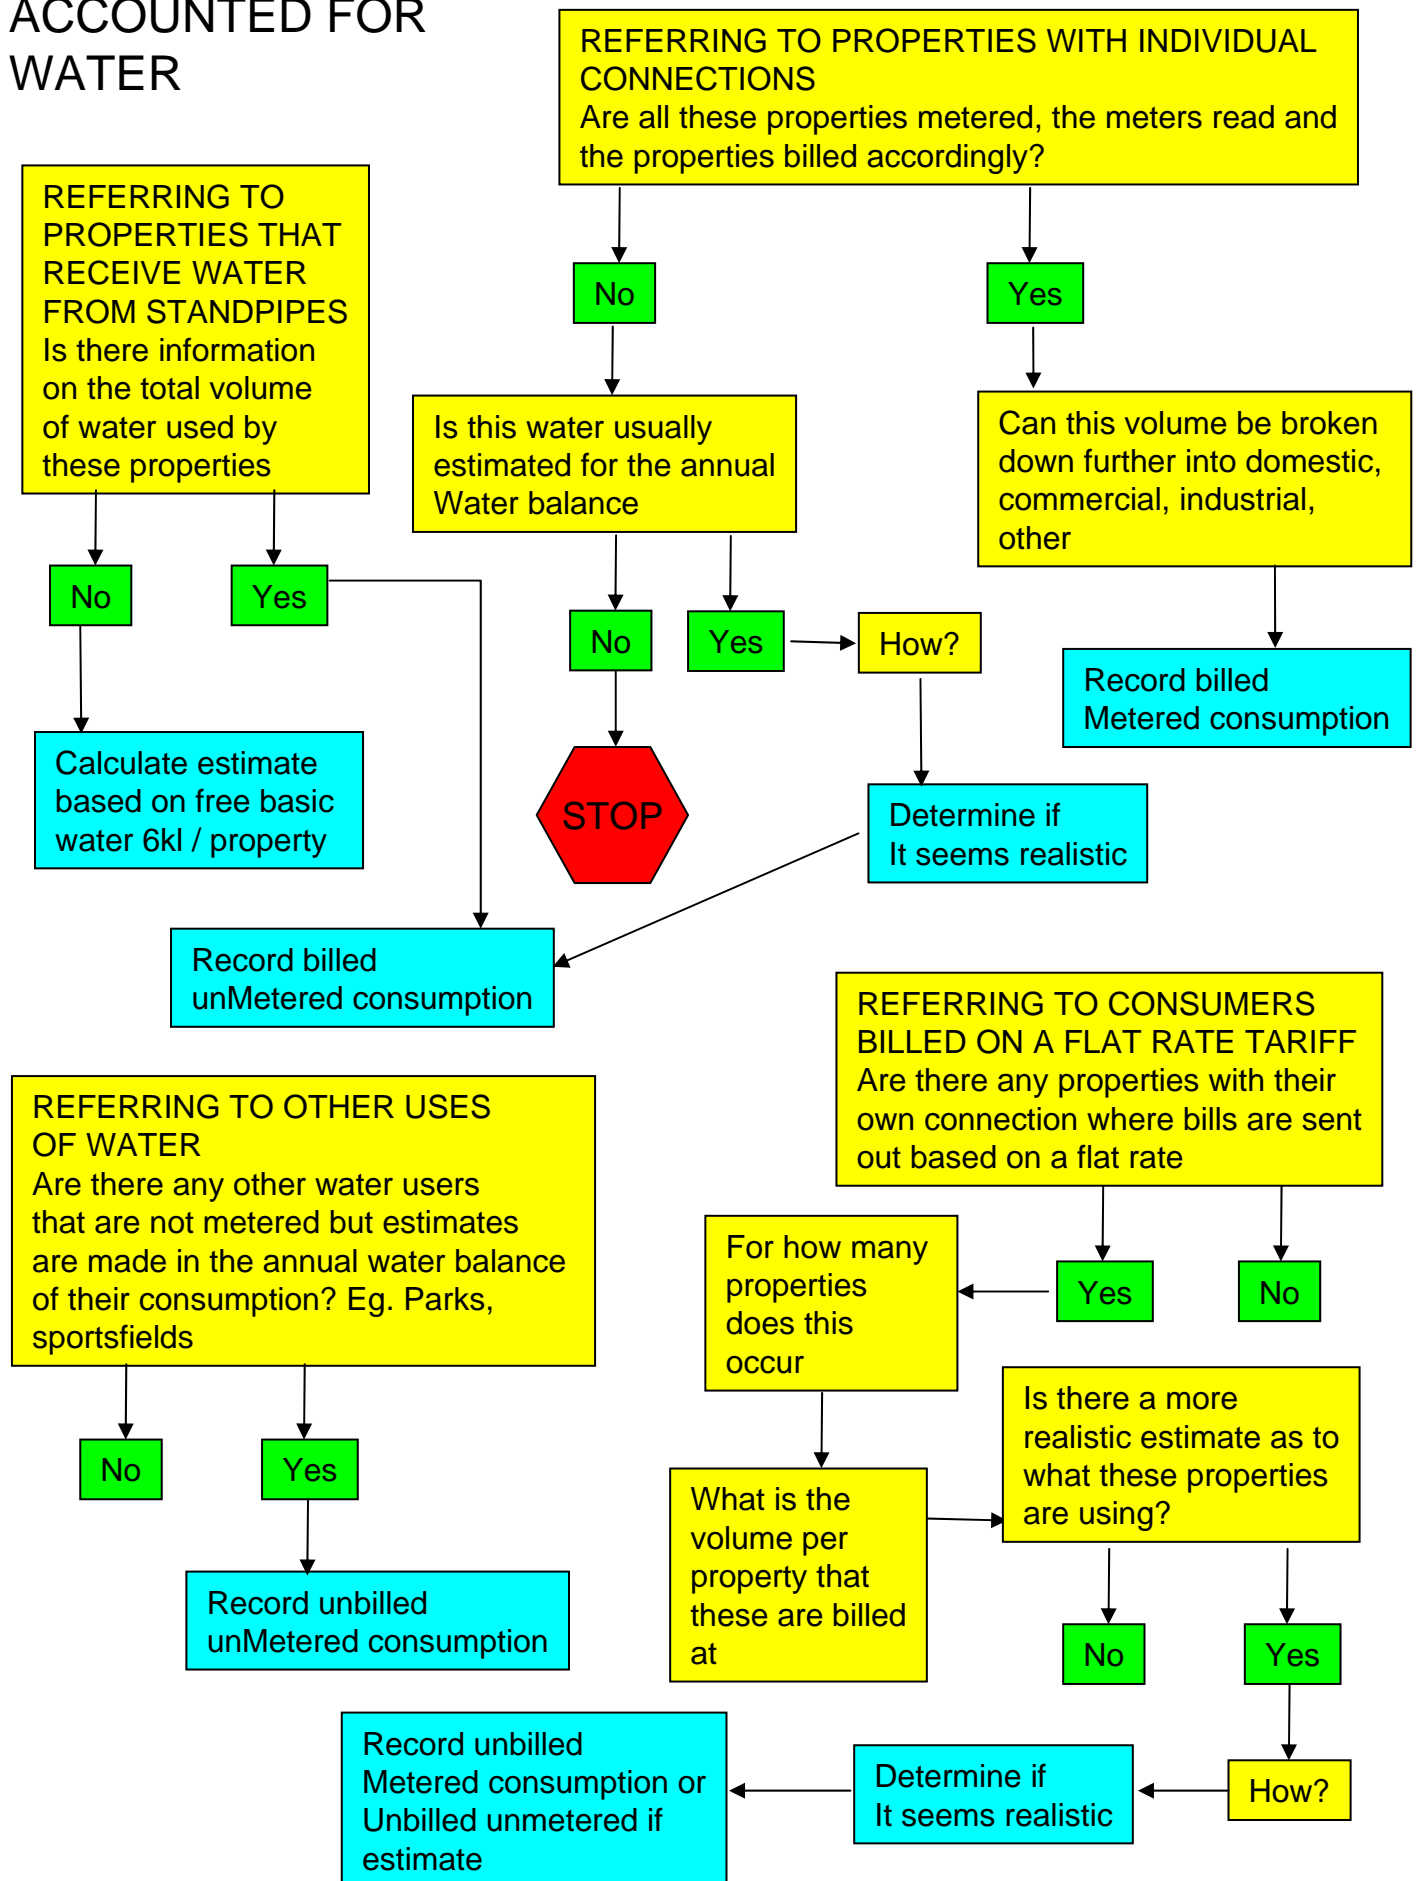 ACCOUNTED FOR
WATER
REFERRING TO PROPERTIES WITH INDIVIDUAL
CONNECTIONS
Are all these properties metered, the meters read and
the properties billed accordingly?
REFERRING TO
PROPERTIES THAT
RECEIVE WATER
FROM STANDPIPES
Is there information
on the total volume
of water used by
these properties
No
Yes
Is this water usually
estimated for the annual
Water balance
Can this volume be broken
down further into domestic,
commercial, industrial,
other
No
Yes
No
Yes
How?
Record billed
Metered consumption
Calculate estimate
based on free basic
water 6kl / property
STOP
Determine if
It seems realistic
Record billed
unMetered consumption
REFERRING TO CONSUMERS
BILLED ON A FLAT RATE TARIFF
Are there any properties with their
own connection where bills are sent
out based on a flat rate
REFERRING TO OTHER USES
OF WATER
Are there any other water users
that are not metered but estimates
are made in the annual water balance
of their consumption? Eg. Parks,
sportsfields
For how many
properties
does this
occur
Yes
No
Is there a more
realistic estimate as to
what these properties
are using?
No
Yes
What is the
volume per
property that
these are billed
at
Record unbilled
unMetered consumption
No
Yes
Record unbilled
Metered consumption or
Unbilled unmetered if
estimate
Determine if
It seems realistic
How?